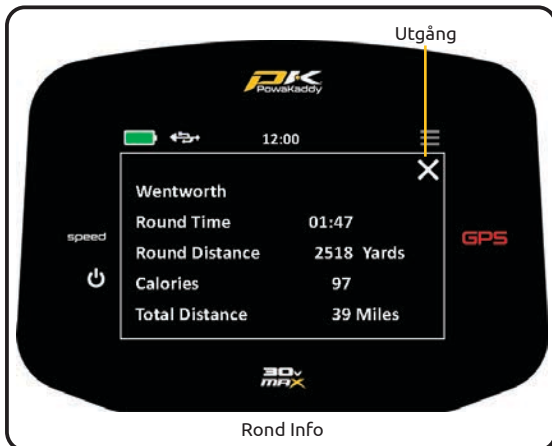 Utgång
PK
PowaKaddy
12:00
Wentworth
Round Time 01:47
speed
Round Distance 2518 Yards
GPS
Calories 97
Total Distance 39 Miles
30v
MAX
Rond Info